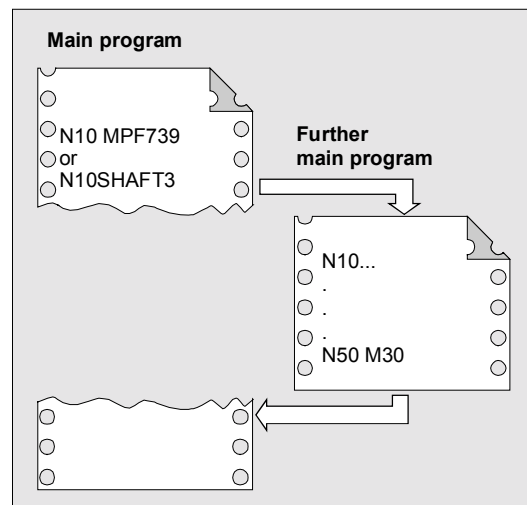 Main program
N10 MPF739
or
N10SHAFT3
Further
main program
N10...
.
.
.
N50 M30